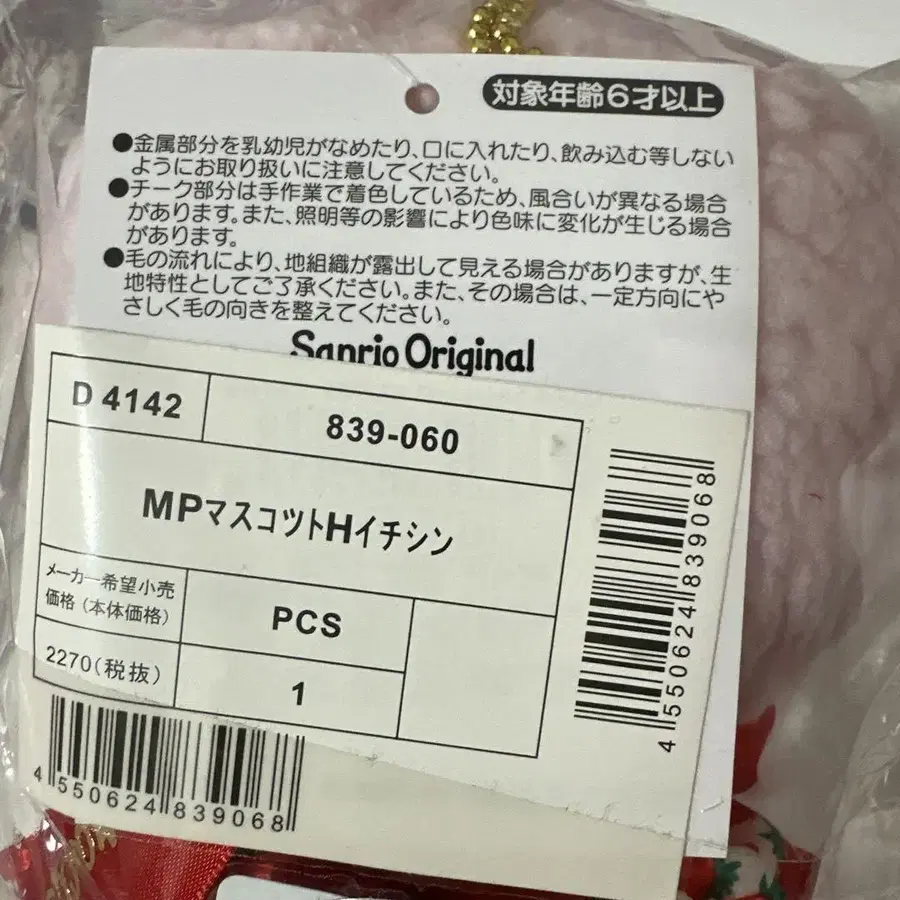 対象年齢6才以上
●金属部分を乳幼児がなめたり、口に入れたり、飲み込む等しない
ようにお取り扱いに注意してください。
●チーク部分は手作業で着色しているため、風合いが異なる場合
があります。また、照明等の影響により色味に変化が生じる場合
があります。
●毛の流れにより、地組織が露出して見える場合がありますが、生
地特性としてご了承ください。また、その場合は、一定方向にや
さしく毛の向きを整えてください。
Sanrio Original
D 4142
839-060
MPマスコットHイチシン
メーカー希望小売
価格（本体価格）
PCS
2270(税抜)
1
4 550624 839068
4 550624 839068